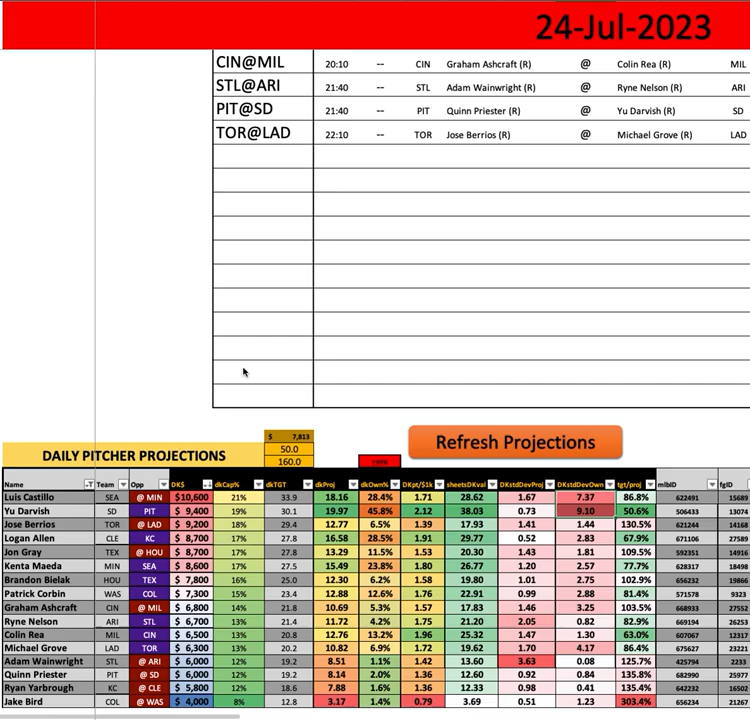 24-Jul-2023
CIN@MIL 20:10 -- CIN Graham Ashcraft (R) @ Colin Rea (R) MIL
STL@ARI 21:40 -- STL Adam Wainwright (R) @ Ryne Nelson (R) ARI
PIT@SD 21:40 -- PIT Quinn Priester (R) @ Yu Darvish (R) SD
TOR@LAD 22:10 -- TOR Jose Berrios (R) @ Michael Grove (R) LAD
$ 7,813
DAILY PITCHER PROJECTIONS 50.0
160.0
Refresh Projections
Name Team Opp DK$ dkCap% dkTGT dkProj dkOwn% DKpt/$1k sheetsDKval DKstdDevProj DKstdDevOwn tgt/proj mlbID fgID
Luis Castillo SEA @ MIN $10,600 21% 33.9 18.16 28.4% 1.71 28.62 1.67 7.37 86.8% 622491 15689
Yu Darvish SD PIT $ 9,400 19% 30.1 19.97 45.8% 2.12 38.03 0.73 9.10 50.6% 506433 13074
Jose Berrios TOR @ LAD $ 9,200 18% 29.4 12.77 6.5% 1.39 17.93 1.41 1.44 130.5% 621244 14168
Logan Allen CLE KC $ 8,700 17% 27.8 16.58 28.5% 1.91 29.77 0.52 2.83 67.9% 671106 27589
Jon Gray TEX @ HOU $ 8,700 17% 27.8 13.29 11.5% 1.53 20.30 1.43 1.81 109.5% 592351 14916
Kenta Maeda MIN SEA $ 8,600 17% 27.5 15.49 23.8% 1.80 26.77 1.20 2.57 77.7% 628317 18498
Brandon Bielak HOU TEX $ 7,800 16% 25.0 12.30 6.2% 1.58 19.80 1.01 2.75 102.9% 656232 19866
Patrick Corbin WAS COL $ 7,300 15% 23.4 12.88 12.6% 1.76 22.91 0.99 2.88 81.4% 571578 9323
Graham Ashcraft CIN @ MIL $ 6,800 14% 21.8 10.69 5.3% 1.57 17.83 1.46 3.25 103.5% 668933 27552
Ryne Nelson ARI STL $ 6,700 13% 21.4 11.72 4.2% 1.75 21.20 2.05 0.82 82.9% 669194 26253
Colin Rea MIL CIN $ 6,500 13% 20.8 12.76 13.2% 1.96 25.32 1.47 1.30 63.0% 607067 12317
Michael Grove LAD TOR $ 6,300 13% 20.2 10.82 6.9% 1.72 19.62 1.70 4.17 86.4% 675627 23221
Adam Wainwright STL @ ARI $ 6,000 12% 19.2 8.51 1.1% 1.42 13.60 3.63 0.08 125.7% 425794 2233
Quinn Priester PIT @ SD $ 6,000 12% 19.2 8.14 2.0% 1.36 12.60 0.92 0.84 135.8% 682990 25977
Ryan Yarbrough KC @ CLE $ 5,800 12% 18.6 7.88 1.6% 1.36 12.33 0.98 0.41 135.4% 642232 16502
Jake Bird COL @ WAS $ 4,000 8% 12.8 3.17 1.4% 0.79 3.69 0.51 1.23 303.4% 656234 21267